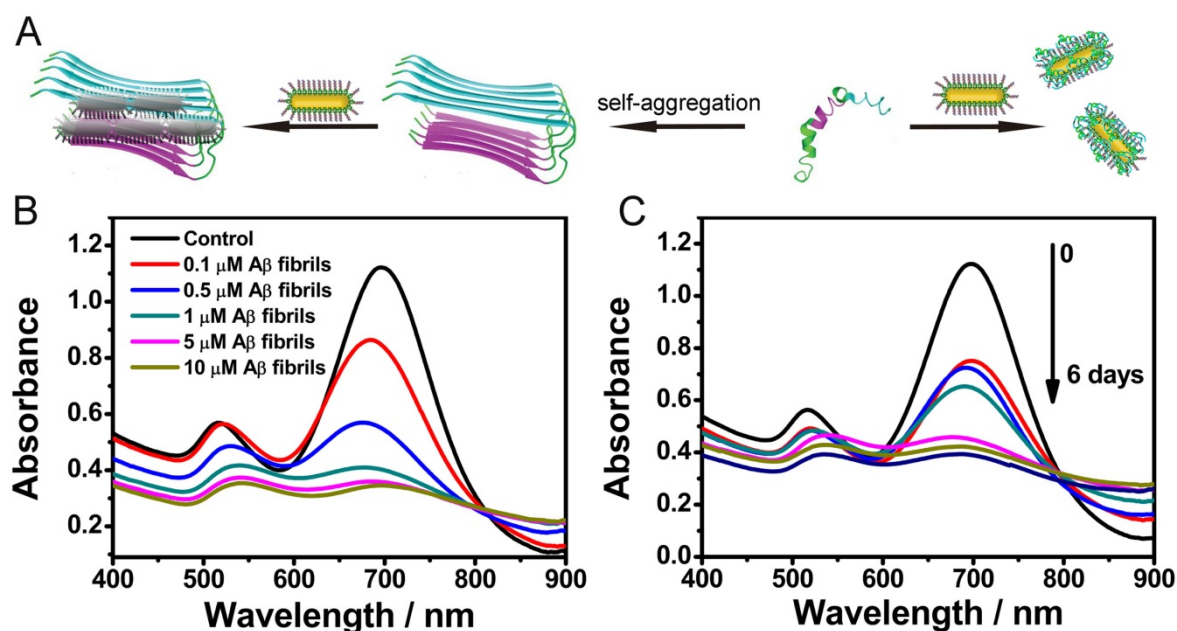 A
self-aggregation
B
Control
0.1 μM Aβ fibrils
0.5 μM Aβ fibrils
1 μM Aβ fibrils
5 μM Aβ fibrils
10 μM Aβ fibrils
1.2
1.0
0.8
0.6
0.4
0.2
Absorbance
400 500 600 700 800 900
Wavelength / nm
C
0
6 days
1.2
1.0
0.8
0.6
0.4
0.2
0.0
Absorbance
400 500 600 700 800 900
Wavelength / nm